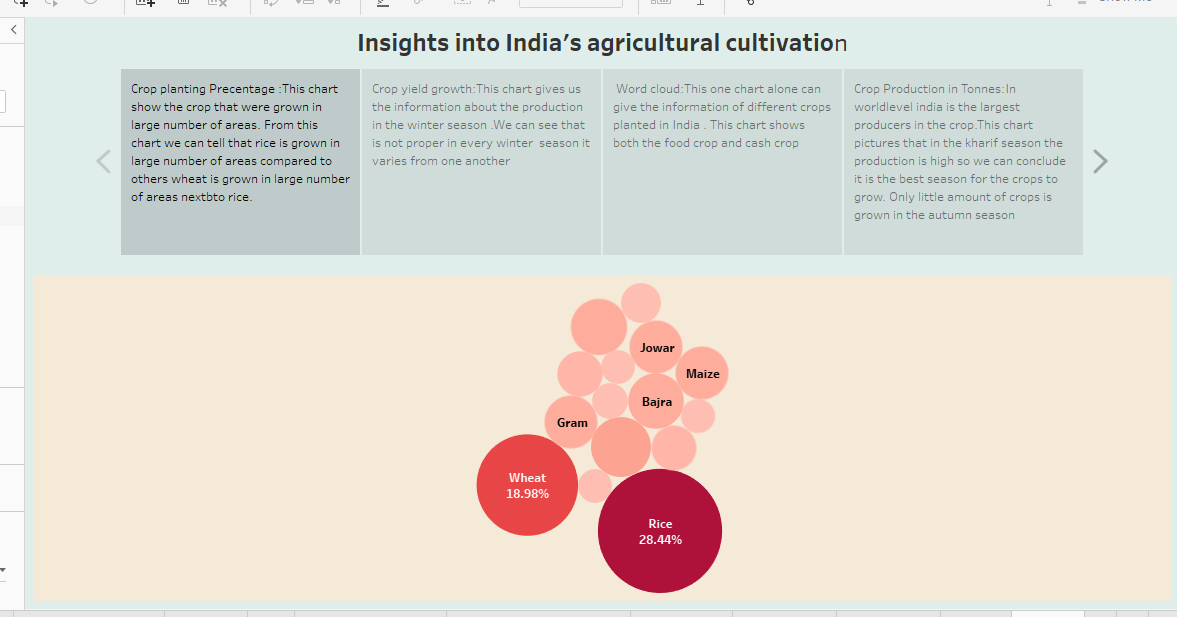 Insights into India's agricultural cultivation
Crop planting Precentage :This chart
show the crop that were grown in
large number of areas. From this
chart we can tell that rice is grown in
large number of areas compared to
others wheat is grown in large number
of areas nextbto rice.
Crop yield growth:This chart gives us
the information about the production
in the winter season .We can see that
is not proper in every winter season it
varies from one another
Word cloud:This one chart alone can
give the information of different crops
planted in India . This chart shows
both the food crop and cash crop
Crop Production in Tonnes:In
worldlevel india is the largest
producers in the crop.This chart
pictures that in the kharif season the
production is high so we can conclude
it is the best season for the crops to
grow. Only little amount of crops is
grown in the autumn season
Jowar
Maize
Bajra
Gram
Wheat
18.98%
Rice
28.44%